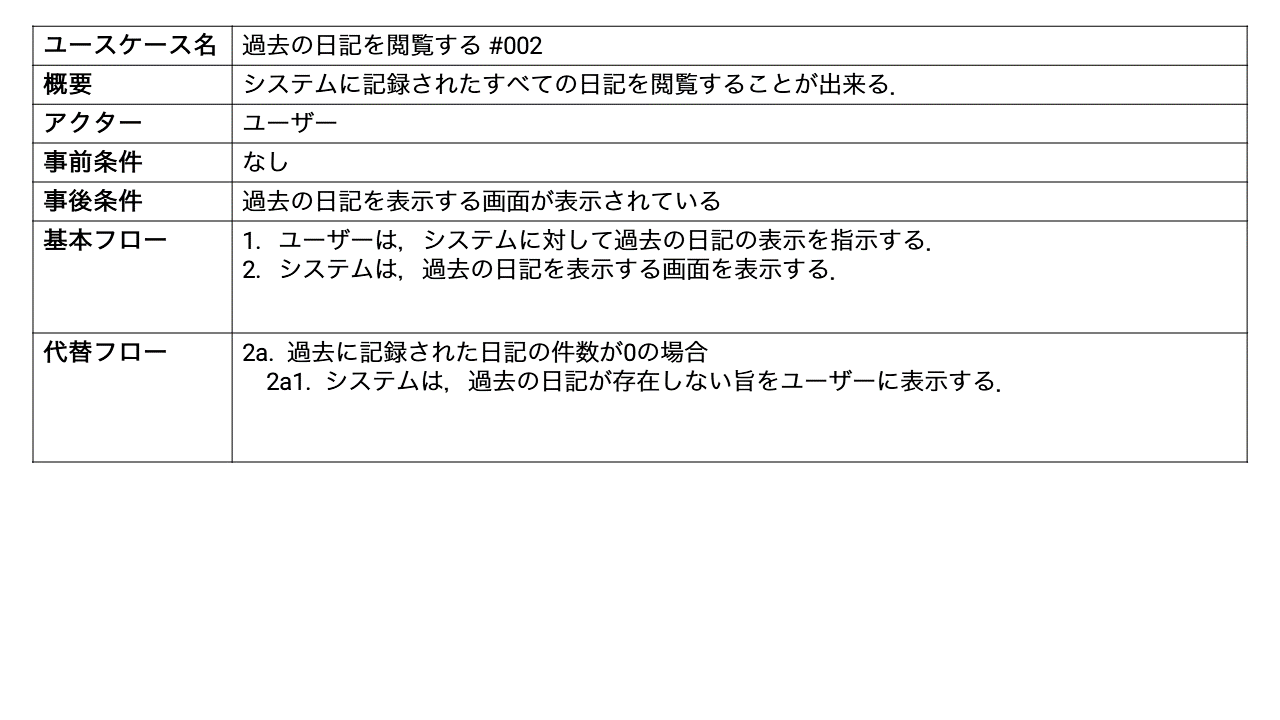 ユースケース名 過去の日記を閲覧する #002
概要 システムに記録されたすべての日記を閲覧することが出来る．
アクター ユーザー
事前条件 なし
事後条件 過去の日記を表示する画面が表示されている
基本フロー 1. ユーザーは，システムに対して過去の日記の表示を指示する．
2. システムは，過去の日記を表示する画面を表示する．
代替フロー 2a. 過去に記録された日記の件数が0の場合
2a1. システムは，過去の日記が存在しない旨をユーザーに表示する．